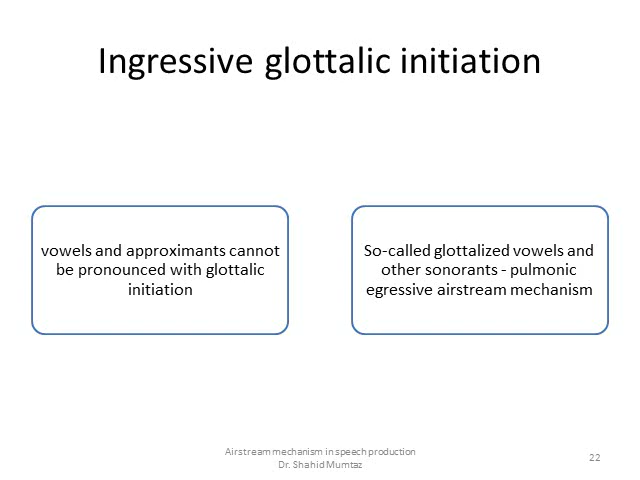 Ingressive glottalic initiation
vowels and approximants cannot
be pronounced with glottalic
initiation
So-called glottalized vowels and
other sonorants - pulmonic
egressive airstream mechanism
Airstream mechanism in speech production
Dr. Shahid Mumtaz
22